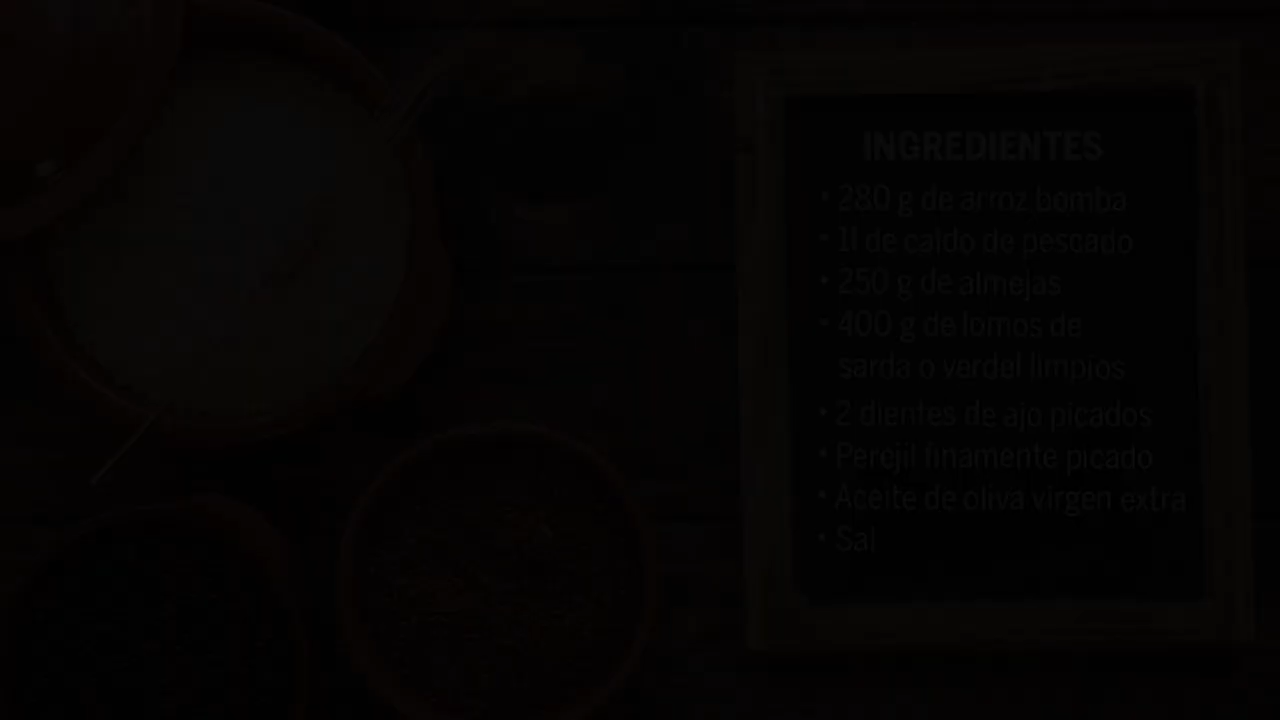 INGREDIENTES
• 280 g de arroz bomba
• 1l de caldo de pescado
• 250 g de almejas
• 400 g de lomos de
sarda o verdel limpios
• 2 dientes de ajo picados
• Perejil finamente picado
• Aceite de oliva virgen extra
• Sal